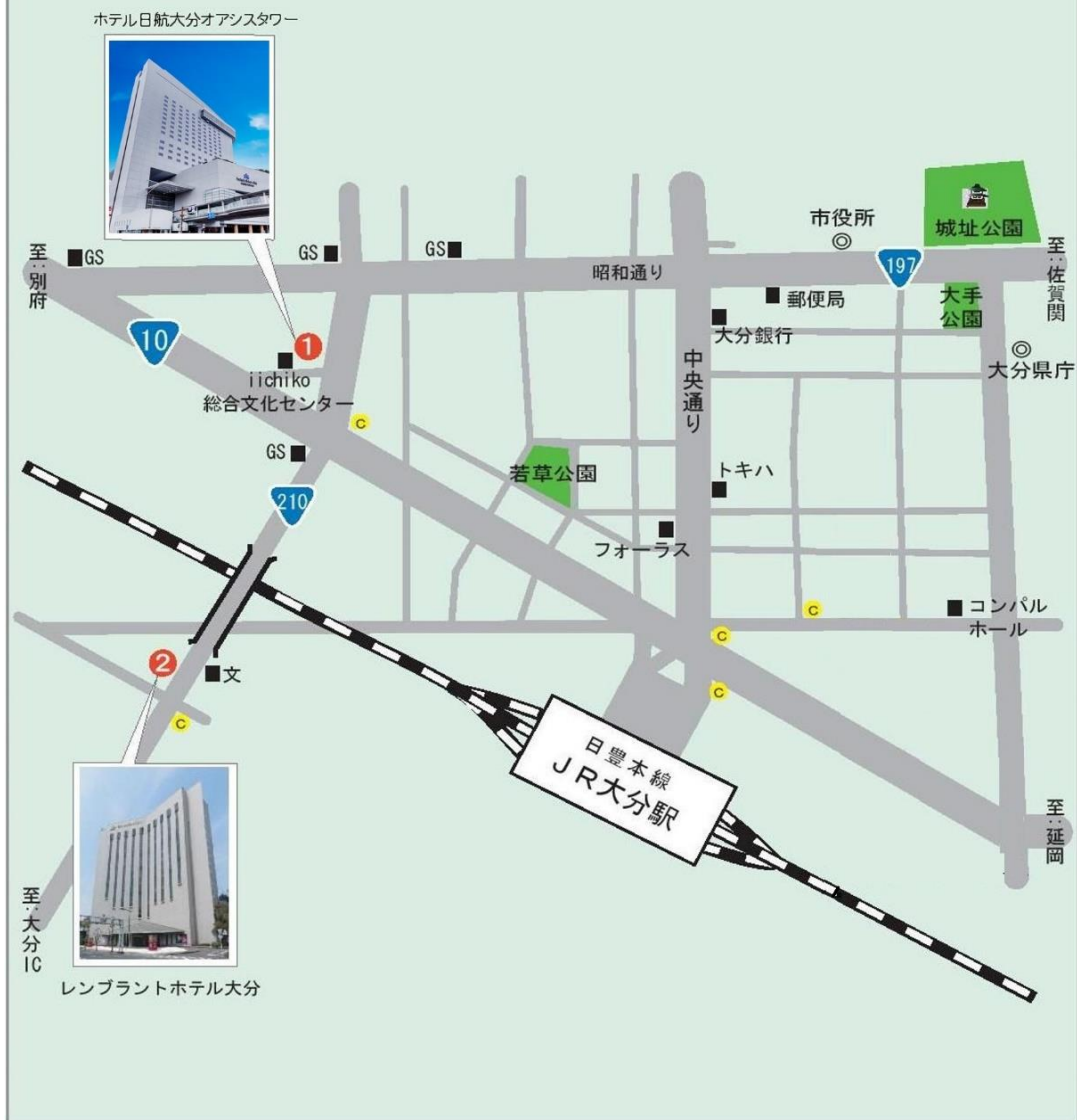 ホテル日航大分オアシスタワー
市役所
城址公園
至:別府
GS
GS
GS
昭和通り
197
至:佐賀関
大手
公園
郵便局
大分銀行
10
1
iichiko
総合文化センター
中央通り
大分県庁
C
GS
若草公園
トキハ
210
フォーラス
C
コンパル
ホール
C
2
文
C
C
日豊本線
JR大分駅
至:延岡
至:大分IC
レンブラントホテル大分